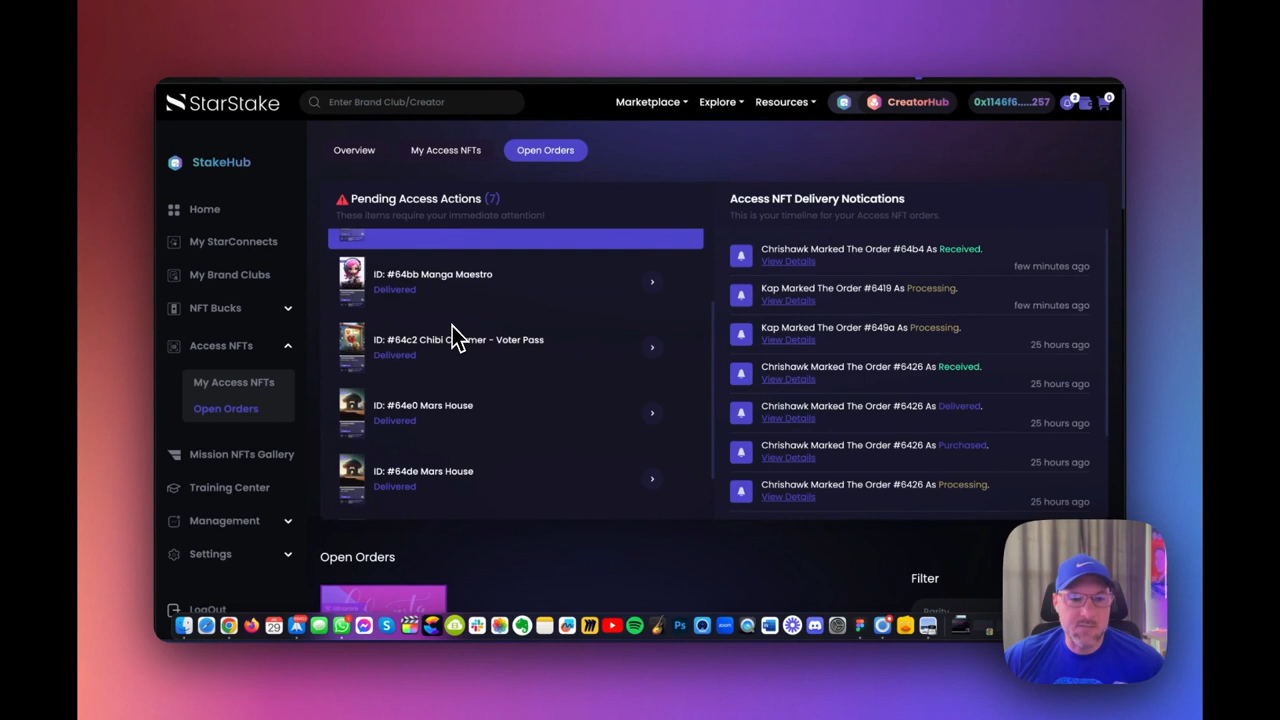 StarStake
Enter Brand Club/Creator
Marketplace
Explore
Resources
CreatorHub
0x1146f6.....257
2
0
StakeHub
Home
My StarConnects
My Brand Clubs
NFT Bucks
Access NFTs
My Access NFTs
Open Orders
Mission NFTs Gallery
Training Center
Management
Settings
LogOut
Overview
My Access NFTs
Open Orders
Pending Access Actions (7)
These items require your immediate attention!
ID: #64bb Manga Maestro
Delivered
ID: #64c2 Chibi - Voter Pass
Delivered
ID: #64e0 Mars House
Delivered
ID: #64de Mars House
Delivered
Access NFT Delivery Notications
This is your timeline for your Access NFT orders.
Chrishawk Marked The Order #64b4 As Received.
View Details
few minutes ago
Kap Marked The Order #6419 As Processing.
View Details
few minutes ago
Kap Marked The Order #649a As Processing.
View Details
25 hours ago
Chrishawk Marked The Order #6426 As Received.
View Details
25 hours ago
Chrishawk Marked The Order #6426 As Delivered.
View Details
25 hours ago
Chrishawk Marked The Order #6426 As Purchased.
View Details
25 hours ago
Chrishawk Marked The Order #6426 As Processing.
View Details
25 hours ago
Open Orders
Filter
Rarity
29
zoom